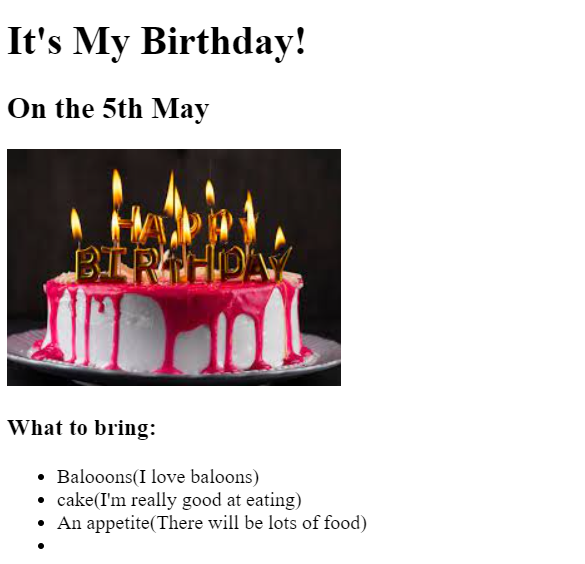 It's My Birthday!
On the 5th May
HAPPY
BIRTHDAY
What to bring:
Balooons(I love baloons)
cake(I'm really good at eating)
An appetite(There will be lots of food)